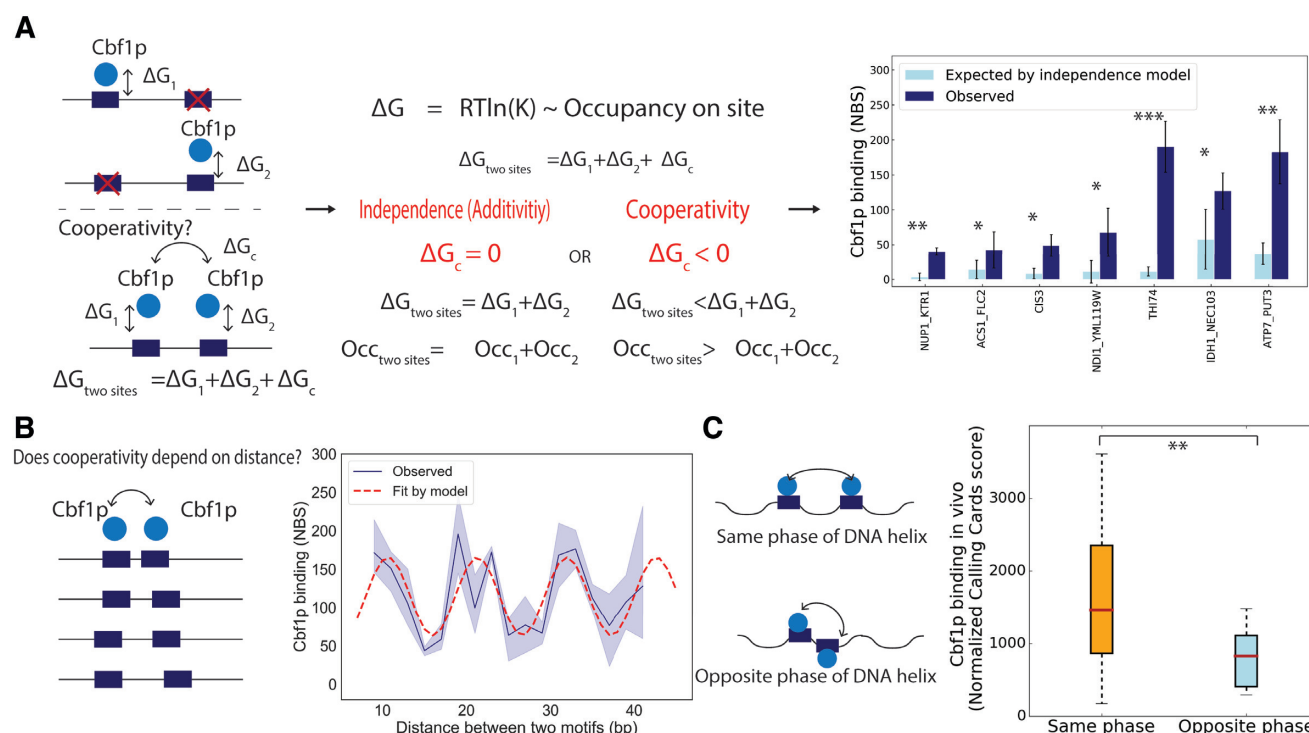 A
Cbf1p
ΔG1
Cbf1p
ΔG2
Cooperativity?
ΔGc
Cbf1p Cbf1p
ΔG1 ΔG2
ΔGtwo sites =ΔG1+ΔG2+ ΔGc
ΔG = RTln(K) ~ Occupancy on site
ΔGtwo sites =ΔG1+ΔG2+ ΔGc
Independence (Additivitiy) Cooperativity
ΔGc = 0 OR ΔGc < 0
ΔGtwo sites= ΔG1+ΔG2 ΔGtwo sites<ΔG1+ΔG2
Occtwo sites= Occ1+Occ2 Occtwo sites> Occ1+Occ2
Expected by independence model
Observed
Cbf1p binding (NBS)
300
250
200
150
100
50
0
** * * * *** * **
NUP1_KTR1
ACS1_FLC2
CIS3
NDI1_YML119W
THI74
IDH1_NEC103
ATP7_PUT3
B
Does cooperativity depend on distance?
Cbf1p Cbf1p
Observed
Fit by model
Cbf1p binding (NBS)
300
250
200
150
100
50
0
10 20 30 40
Distance between two motifs (bp)
C
Same phase of DNA helix
Opposite phase of DNA helix
Cbf1p binding in vivo
(Normalized Calling Cards score)
**
3000
2000
1000
0
Same phase Opposite phase